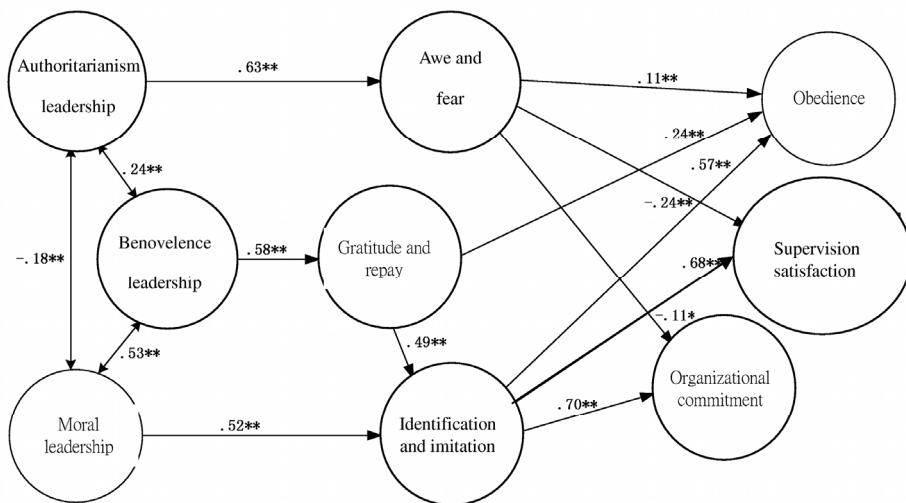 Authoritarianism
leadership
.63**
Awe and
fear
.11**
Obedience
.24**
.57**
.24**
-.24**
Benovelence
leadership
.58**
Gratitude and
repay
Supervision
satisfaction
-.18**
.68**
.53**
.49**
-.11*
Moral
leadership
.52**
Identification
and imitation
.70**
Organizational
commitment